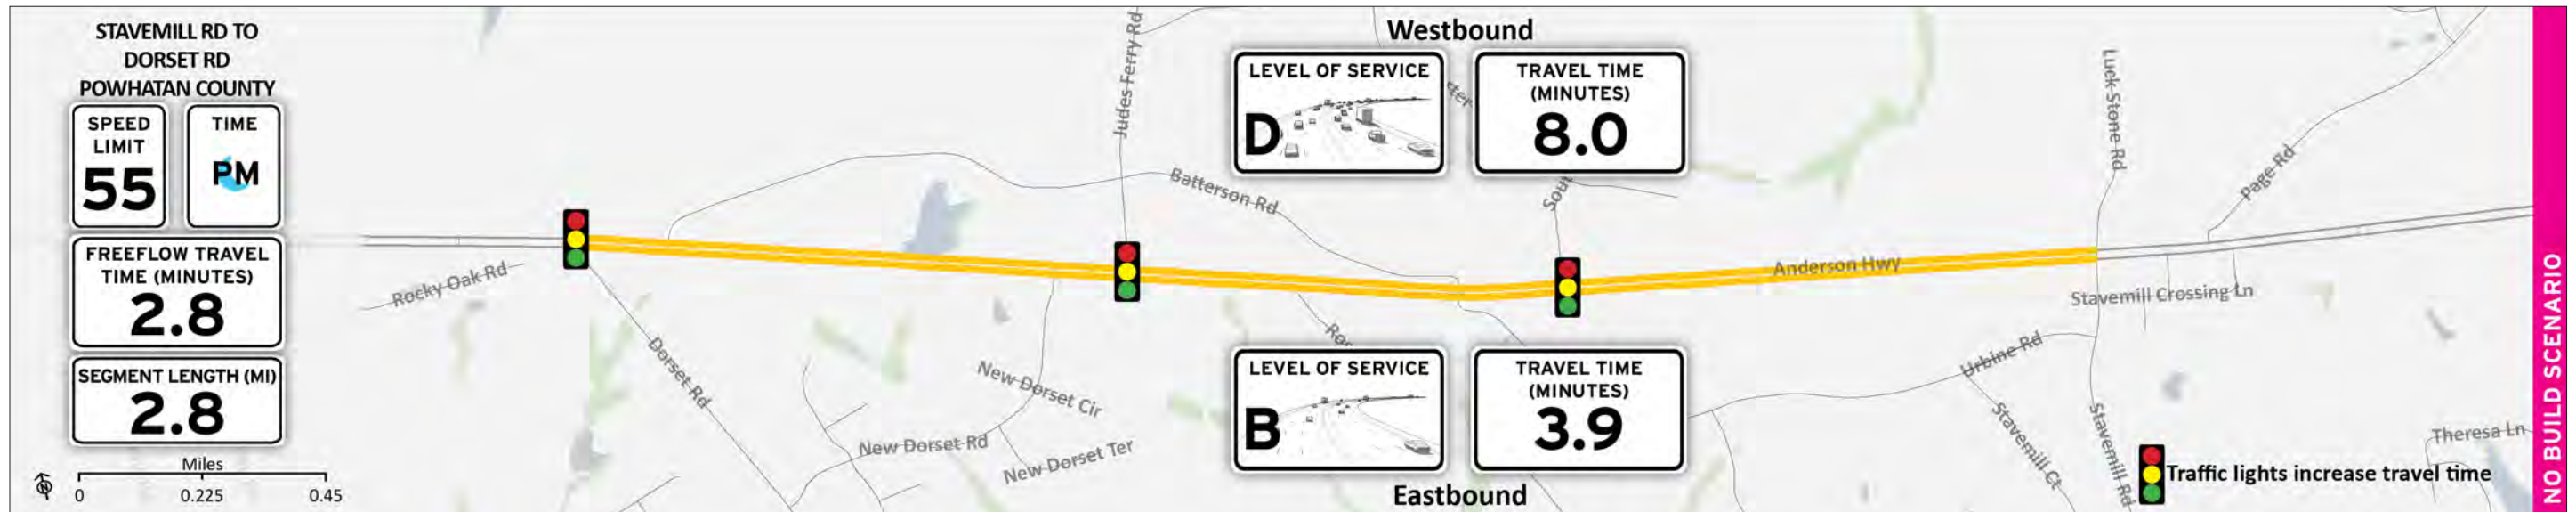 STAVEMILL RD TO
DORSET RD
POWHATAN COUNTY
SPEED
LIMIT
55
TIME
PM
FREEFLOW TRAVEL
TIME (MINUTES)
2.8
SEGMENT LENGTH (MI)
2.8
Miles
0 0.225 0.45
Westbound
LEVEL OF SERVICE
D
TRAVEL TIME
(MINUTES)
8.0
LEVEL OF SERVICE
B
TRAVEL TIME
(MINUTES)
3.9
Eastbound
Rocky Oak Rd
Dorset Rd
Judes Ferry Rd
Batterson Rd
New Dorset Cir
New Dorset Rd
New Dorset Ter
Anderson Hwy
Luck Stone Rd
Page Rd
Stavemill Crossing Ln
Urbine Rd
Stavemill Ct
Stavemill Rd
Theresa Ln
Traffic lights increase travel time
NO BUILD SCENARIO